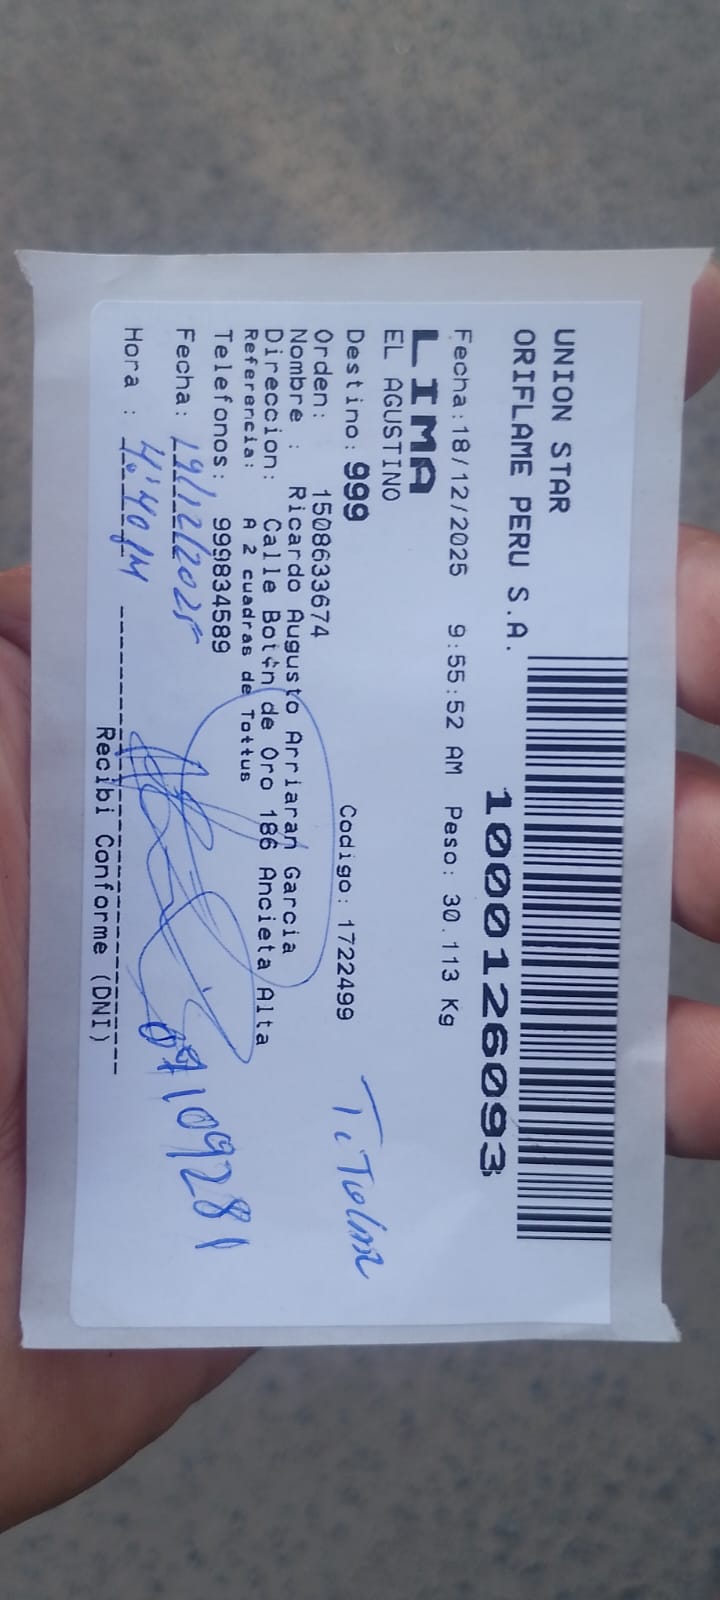 UNION STAR
ORIFLAME PERU S.A.
1000126093
Fecha:18/12/2025 9:55:52 AM Peso: 30.113 Kg
LIMA
EL AGUSTINO
Destino: 999 Codigo: 1722499
Titular
Orden: 1508633674
Nombre : Ricardo Augusto Arriaran Garcia
Direccion: Calle Botón de Oro 186 Ancieta Alta
Referencia: A 2 cuadras de Tottus
Telefonos: 999834589
Fecha: 19/12/2025
Hora : 4:40 PM
07109281
Recibi Conforme (DNI)